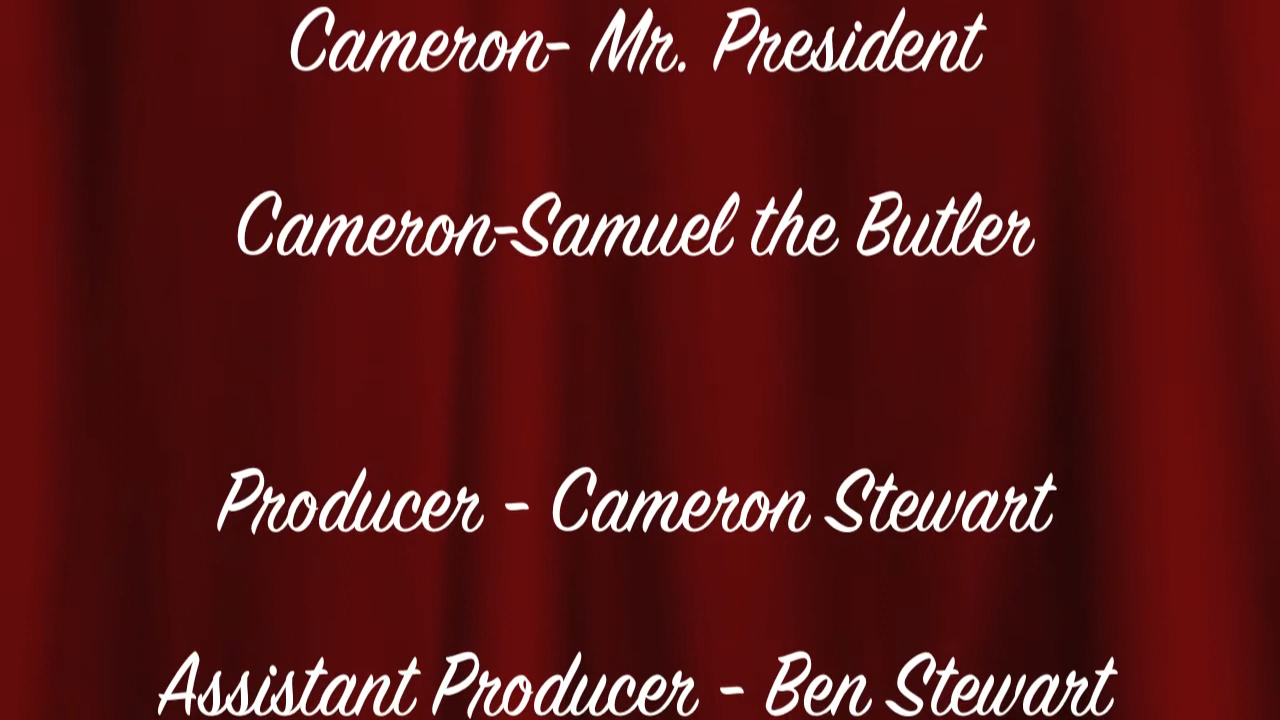 Cameron- Mr. President
Cameron-Samuel the Butler
Producer - Cameron Stewart
Assistant Producer - Ben Stewart